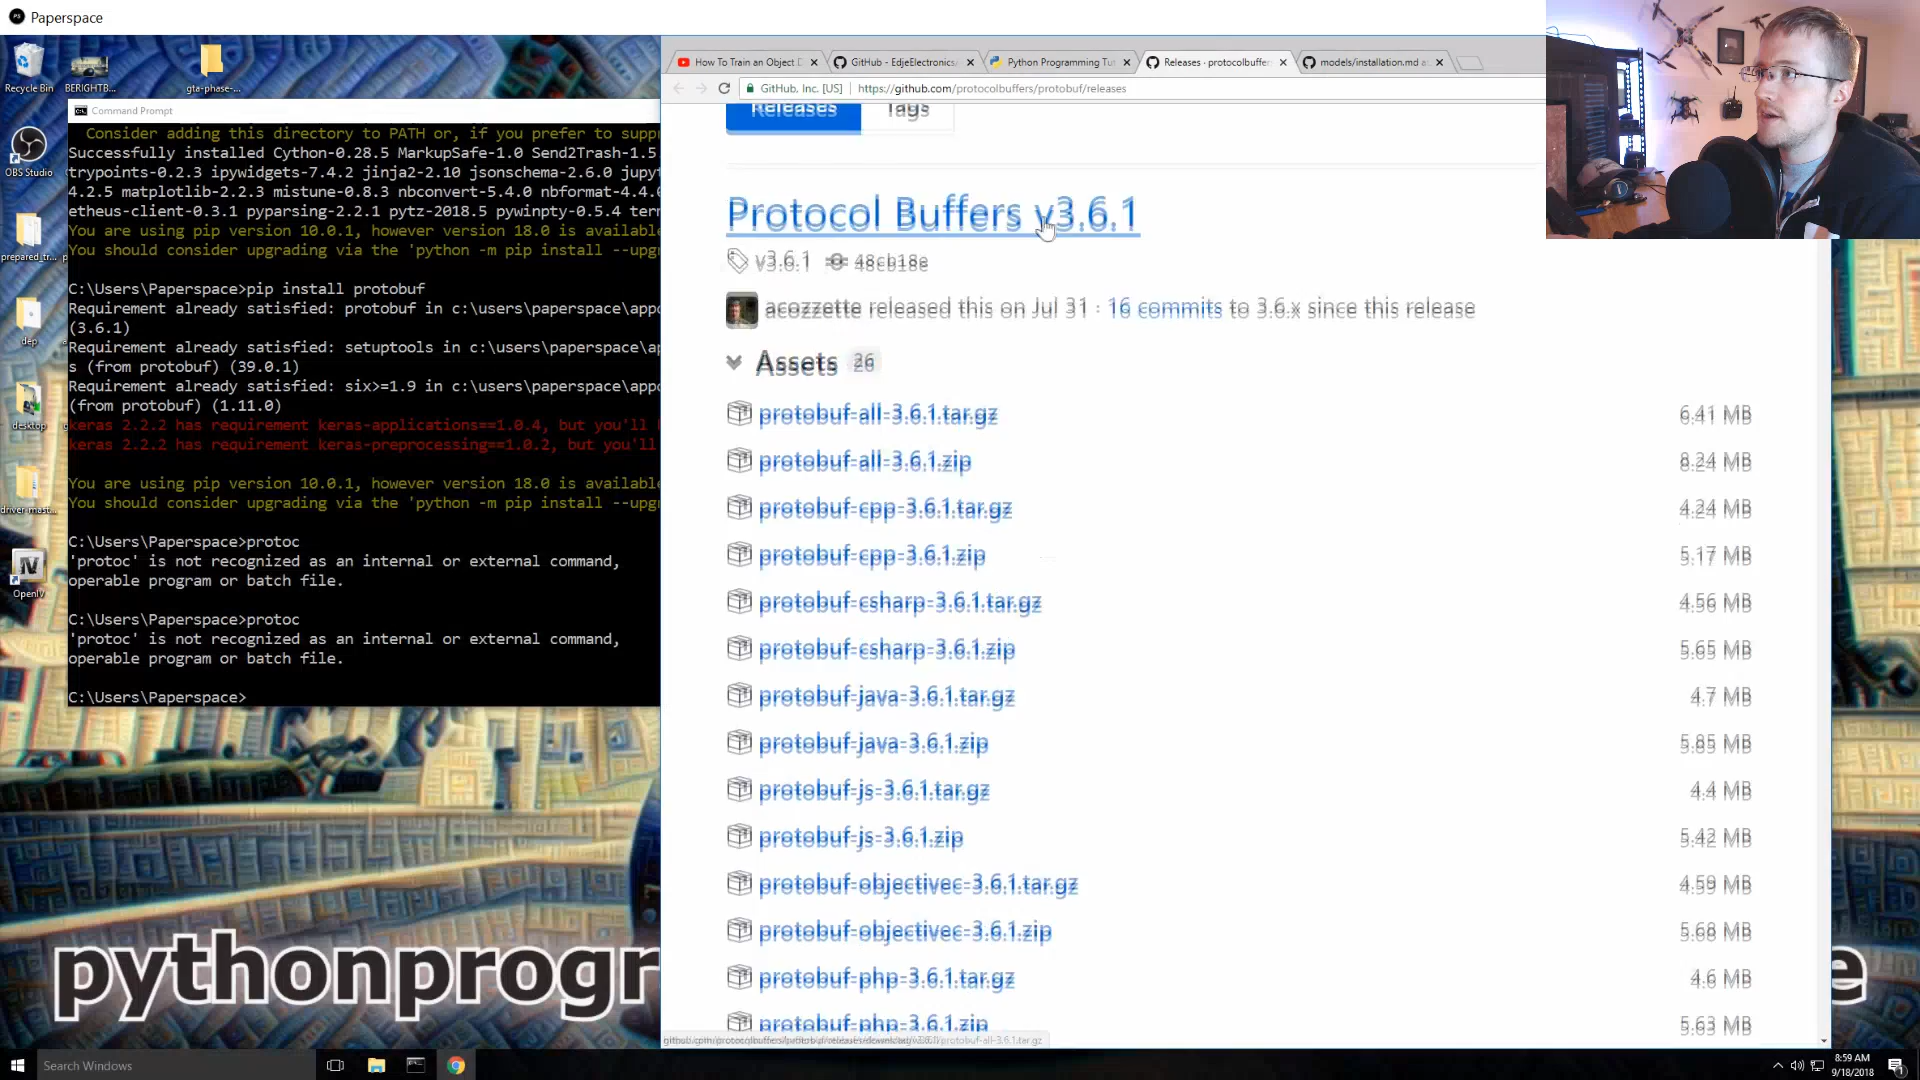 Paperspace
Recycle Bin
BERIGHTB...
gta-phase-...
OBS Studio
prepared_tr...
dep
desktop
driver-mast...
OpenIV
Command Prompt
Consider adding this directory to PATH or, if you prefer to suppr
Successfully installed Cython-0.28.5 MarkupSafe-1.0 Send2Trash-1.5
trypoints-0.2.3 ipywidgets-7.4.2 jinja2-2.10 jsonschema-2.6.0 jupyt
4.2.5 matplotlib-2.2.3 mistune-0.8.3 nbconvert-5.4.0 nbformat-4.4.0
etheus-client-0.3.1 pyparsing-2.2.1 pytz-2018.5 pywinpty-0.5.4 ter
You are using pip version 10.0.1, however version 18.0 is available
You should consider upgrading via the 'python -m pip install --upgr
C:\Users\Paperspace>pip install protobuf
Requirement already satisfied: protobuf in c:\users\paperspace\app
(3.6.1)
Requirement already satisfied: setuptools in c:\users\paperspace\ap
s (from protobuf) (39.0.1)
Requirement already satisfied: six>=1.9 in c:\users\paperspace\appd
(from protobuf) (1.11.0)
keras 2.2.2 has requirement keras-applications==1.0.4, but you'll
keras 2.2.2 has requirement keras-preprocessing==1.0.2, but you'll
You are using pip version 10.0.1, however version 18.0 is available
You should consider upgrading via the 'python -m pip install --upgr
C:\Users\Paperspace>protoc
'protoc' is not recognized as an internal or external command,
operable program or batch file.
C:\Users\Paperspace>protoc
'protoc' is not recognized as an internal or external command,
operable program or batch file.
C:\Users\Paperspace>
How To Train an Object D
GitHub - EdjeElectronics/
Python Programming Tut
Releases · protocolbuffers
models/installation.md at
GitHub, Inc. [US]
https://github.com/protocolbuffers/protobuf/releases
Releases
Tags
Protocol Buffers v3.6.1
v3.6.1 48cb18e
acozzette released this on Jul 31 · 16 commits to 3.6.x since this release
Assets 26
protobuf-all-3.6.1.tar.gz 6.41 MB
protobuf-all-3.6.1.zip 8.24 MB
protobuf-cpp-3.6.1.tar.gz 4.24 MB
protobuf-cpp-3.6.1.zip 5.17 MB
protobuf-csharp-3.6.1.tar.gz 4.56 MB
protobuf-csharp-3.6.1.zip 5.65 MB
protobuf-java-3.6.1.tar.gz 4.7 MB
protobuf-java-3.6.1.zip 5.85 MB
protobuf-js-3.6.1.tar.gz 4.4 MB
protobuf-js-3.6.1.zip 5.42 MB
protobuf-objectivec-3.6.1.tar.gz 4.59 MB
protobuf-objectivec-3.6.1.zip 5.68 MB
protobuf-php-3.6.1.tar.gz 4.6 MB
protobuf-php-3.6.1.zip 5.63 MB
pythonprogr
e
Search Windows
8:59 AM
9/18/2018